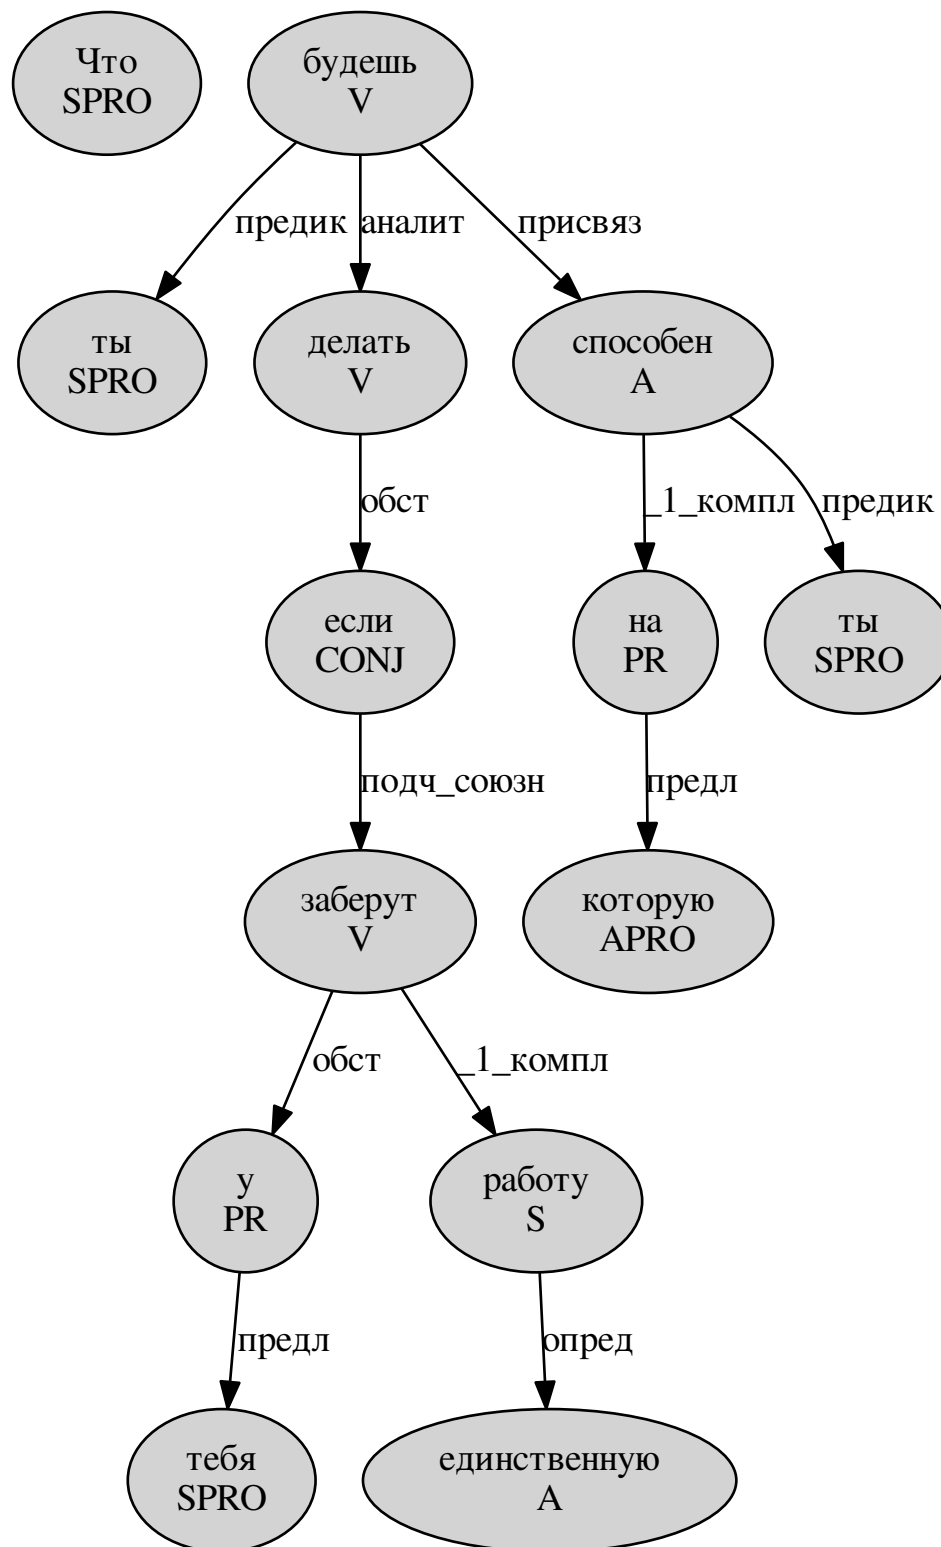 Что
SPRO
будешь
V
предик
аналит
присвяз
ты
SPRO
делать
V
способен
A
обст
_1_компл
предик
если
CONJ
на
PR
ты
SPRO
подч_союзн
предл
заберут
V
которую
APRO
обст
_1_компл
у
PR
работу
S
предл
опред
тебя
SPRO
единственную
A